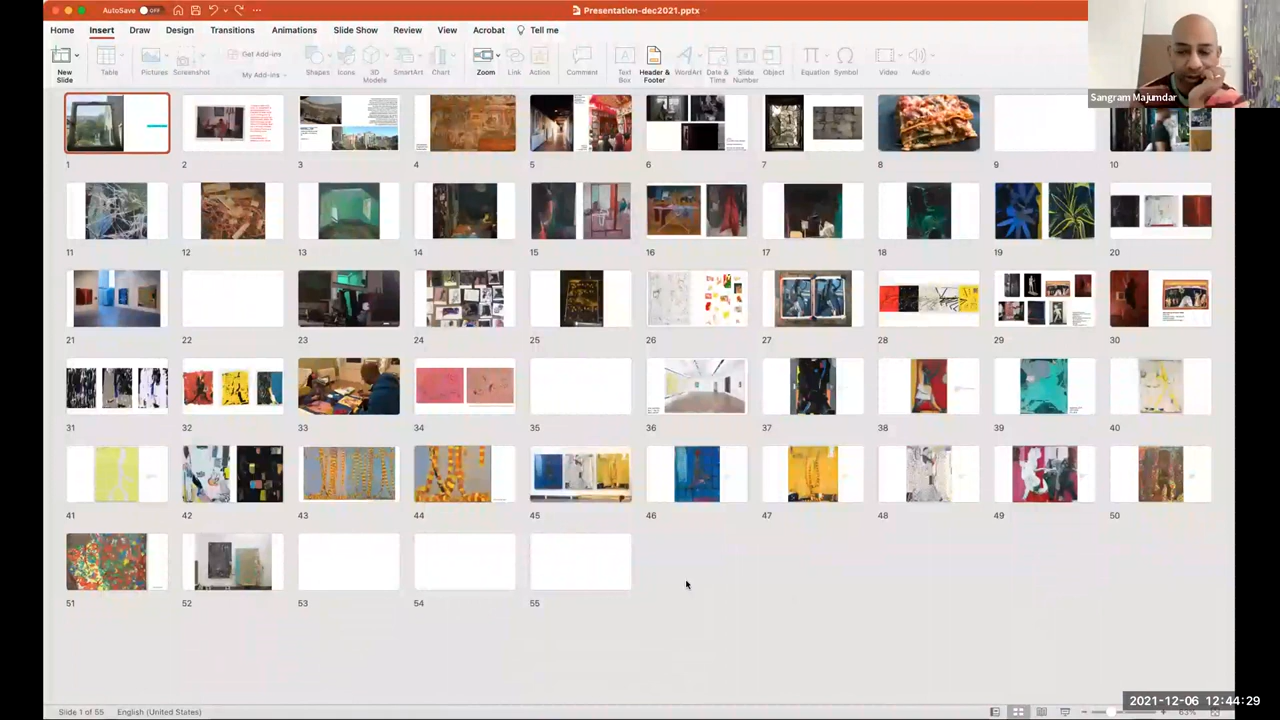 AutoSave OFF
Presentation-dec2021.pptx
Home Insert Draw Design Transitions Animations Slide Show Review View Acrobat Tell me
New Slide
Table
Pictures
Screenshot
Get Add-ins
My Add-ins
Shapes
Icons
3D Models
SmartArt
Chart
Zoom
Link
Action
Comment
Text Box
Header & Footer
WordArt
Date & Time
Slide Number
Object
Equation
Symbol
Video
Audio
Sangram Majumdar
1 2 3 4 5 6 7 8 9 10
11 12 13 14 15 16 17 18 19 20
21 22 23 24 25 26 27 28 29 30
31 32 33 34 35 36 37 38 39 40
41 42 43 44 45 46 47 48 49 50
51 52 53 54 55
2021-12-06 12:44:29
Slide 1 of 55 English (United States)
63%